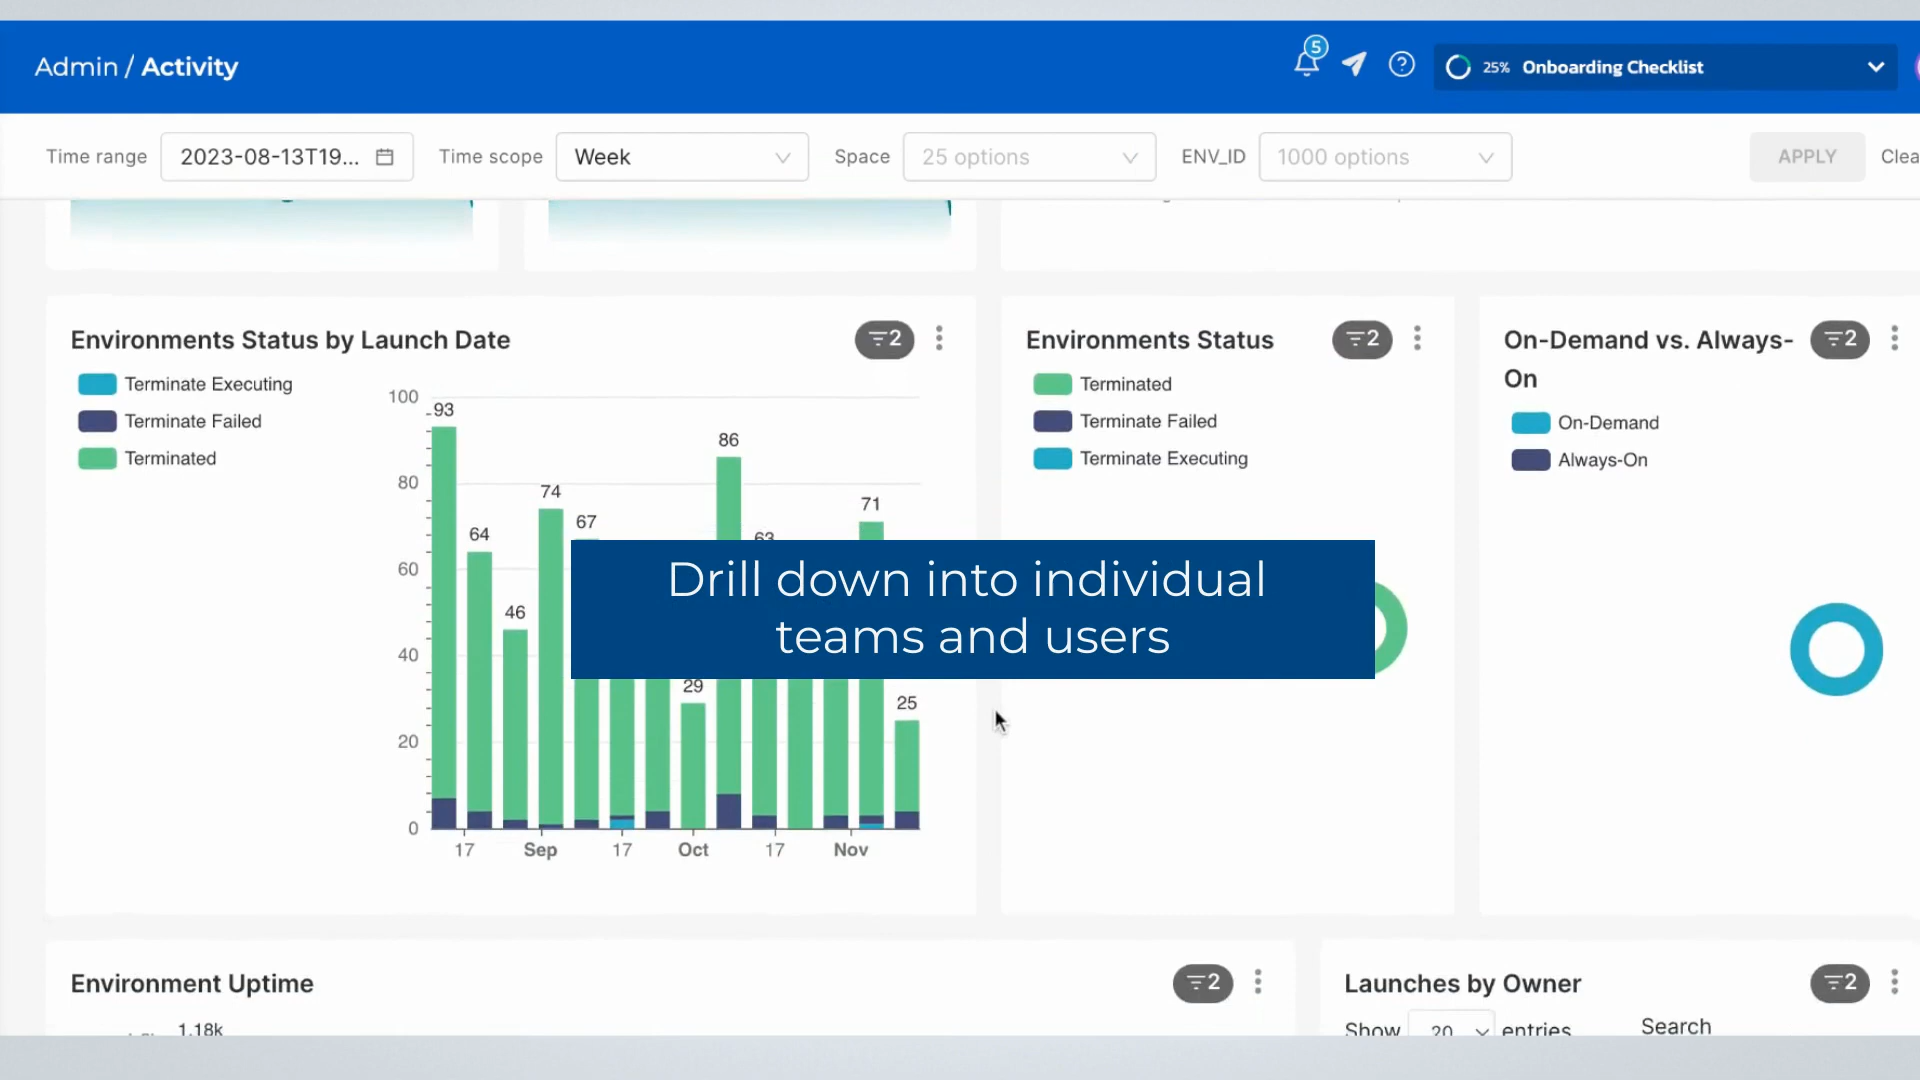 Admin / Activity
5
25% Onboarding Checklist
Time range
2023-08-13T19...
Time scope
Week
Space
25 options
ENV_ID
1000 options
APPLY
Clea
Environments Status by Launch Date
2
Terminate Executing
Terminate Failed
Terminated
100
80
60
40
20
0
93
64
46
74
67
29
86
63
71
25
17
Sep
17
Oct
17
Nov
Environments Status
2
Terminated
Terminate Failed
Terminate Executing
On-Demand vs. Always-
On
2
On-Demand
Always-On
Drill down into individual
teams and users
Environment Uptime
2
1.18k
Launches by Owner
2
Show 20 entries
Search